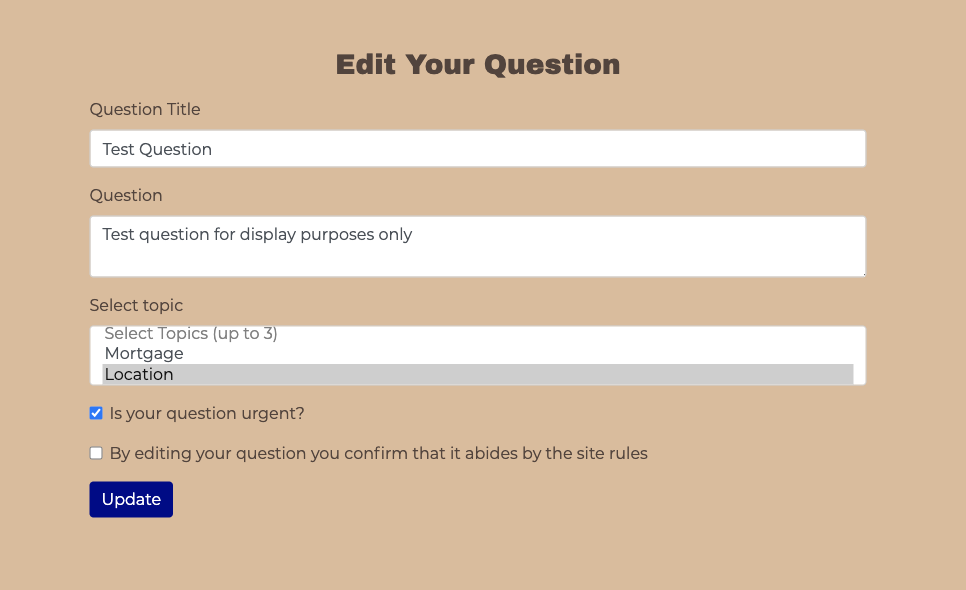 Edit Your Question
Question Title
Test Question
Question
Test question for display purposes only
Select topic
Select Topics (up to 3)
Mortgage
Location
Is your question urgent?
By editing your question you confirm that it abides by the site rules
Update